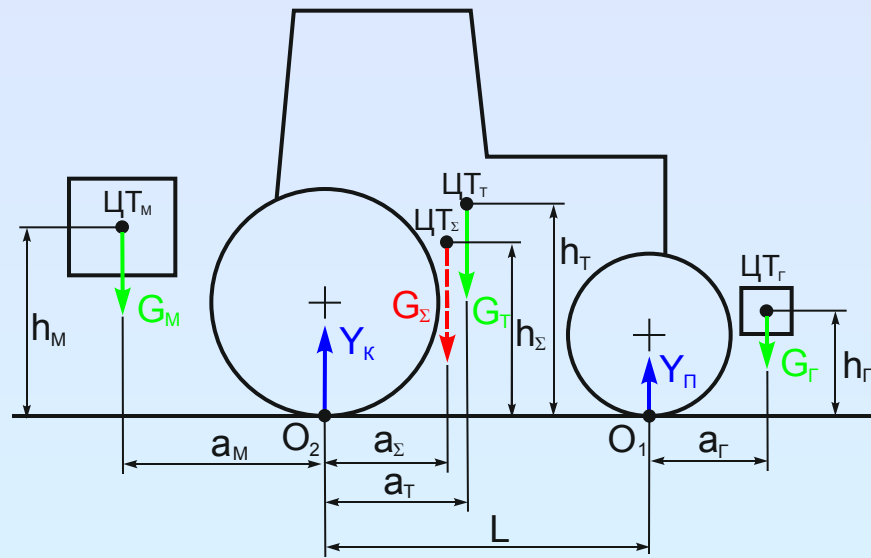 ЦТт
ЦТм
ЦТΣ
hт
ЦТг
Gм
GΣ
Gт
hм
hΣ
Yк
Yп
Gг
hг
O₂
O₁
aм
aΣ
aг
aт
L